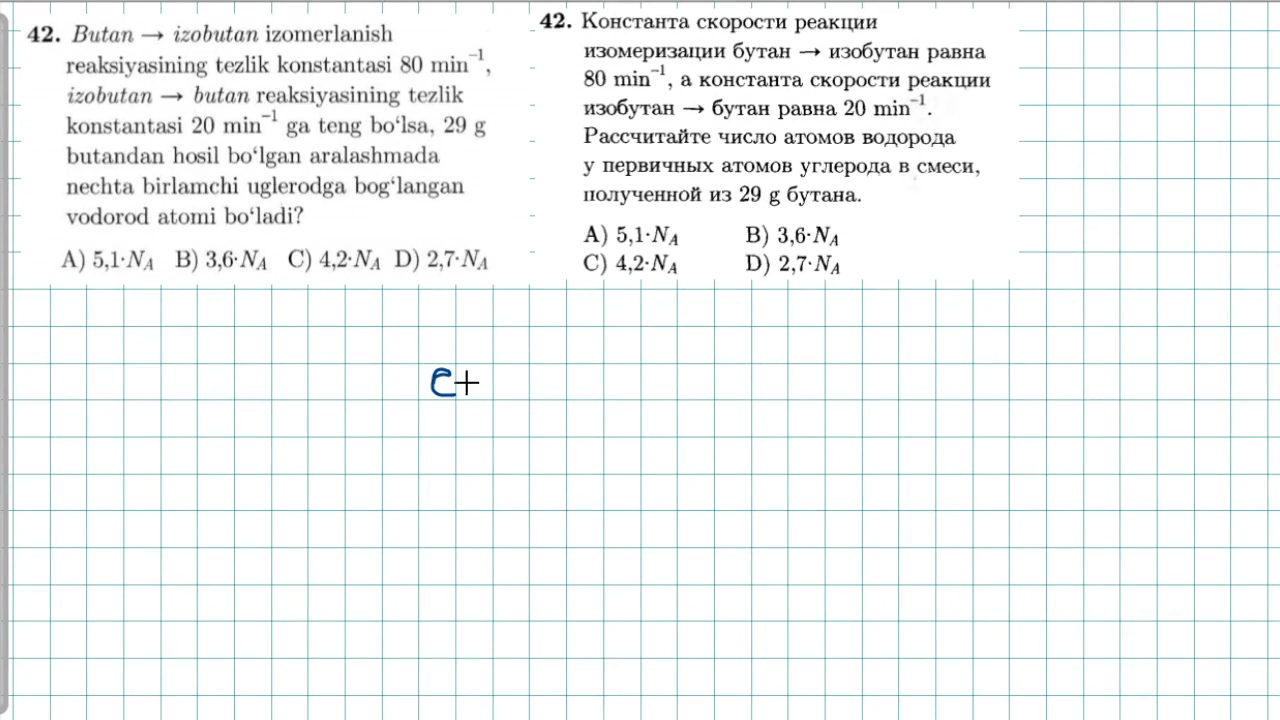 42. Butan → izobutan izomerlanish
reaksiyasining tezlik konstantasi 80 min⁻¹,
izobutan → butan reaksiyasining tezlik
konstantasi 20 min⁻¹ ga teng bo‘lsa, 29 g
butandan hosil bo‘lgan aralashmada
nechta birlamchi uglerodga bog‘langan
vodorod atomi bo‘ladi?
A) 5,1·N_A B) 3,6·N_A C) 4,2·N_A D) 2,7·N_A
42. Константа скорости реакции
изомеризации бутан → изобутан равна
80 min⁻¹, а константа скорости реакции
изобутан → бутан равна 20 min⁻¹.
Рассчитайте число атомов водорода
у первичных атомов углерода в смеси,
полученной из 29 g бутана.
A) 5,1·N_A B) 3,6·N_A
C) 4,2·N_A D) 2,7·N_A
C